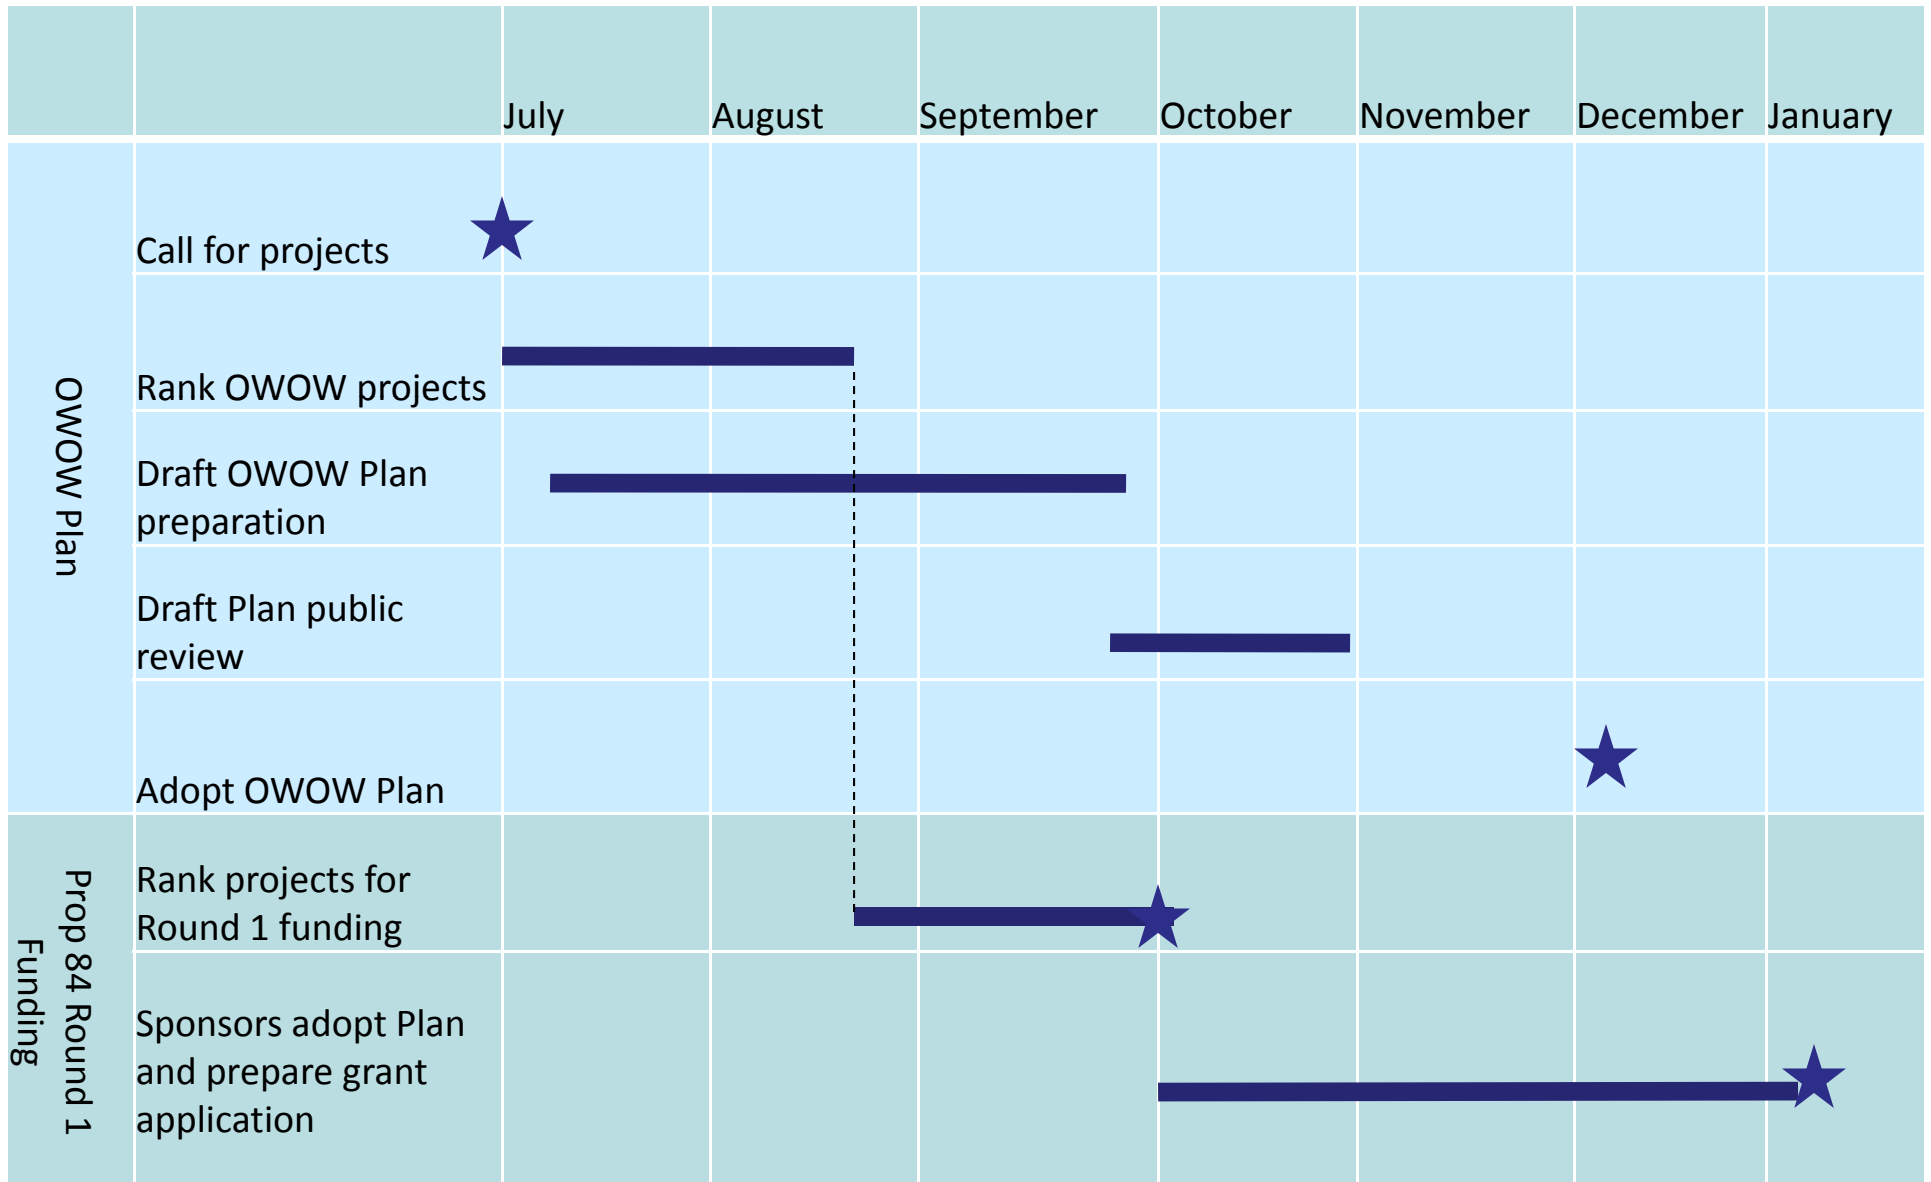 July
August
September
October
November
December
January
OWOW Plan
Call for projects
Rank OWOW projects
Draft OWOW Plan
preparation
Draft Plan public
review
Adopt OWOW Plan
Prop 84 Round 1
Funding
Rank projects for
Round 1 funding
Sponsors adopt Plan
and prepare grant
application